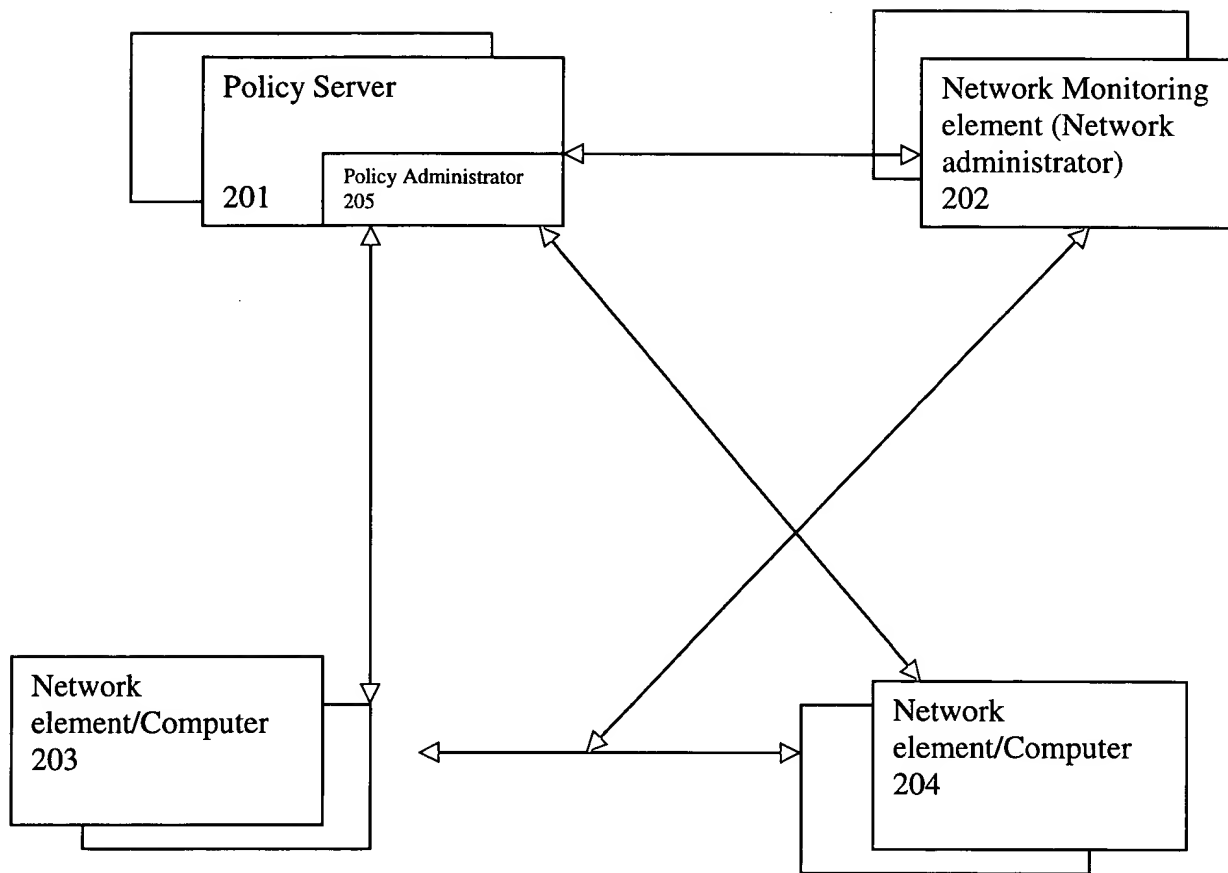 Policy Server
201
Policy Administrator
205
Network Monitoring
element (Network
administrator)
202
Network
element/Computer
203
Network
element/Computer
204